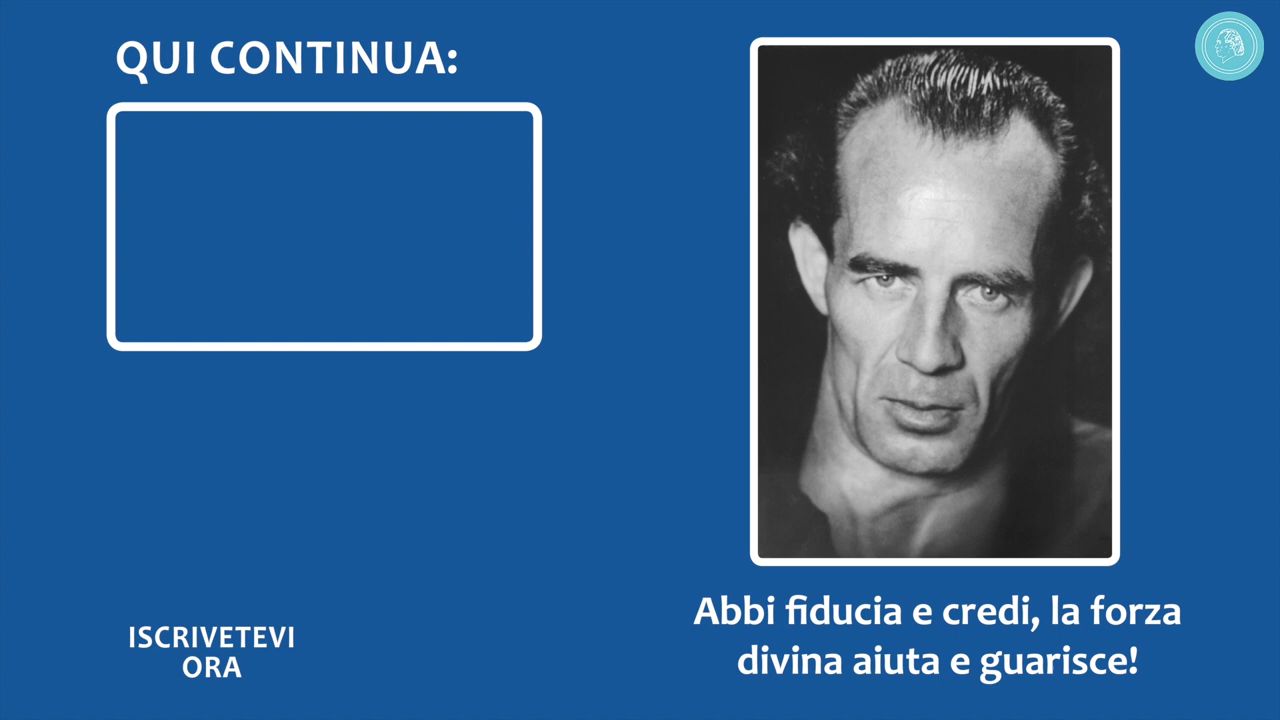 QUI CONTINUA:
ISCRIVETEVI
ORA
Abbi fiducia e credi, la forza
divina aiuta e guarisce!